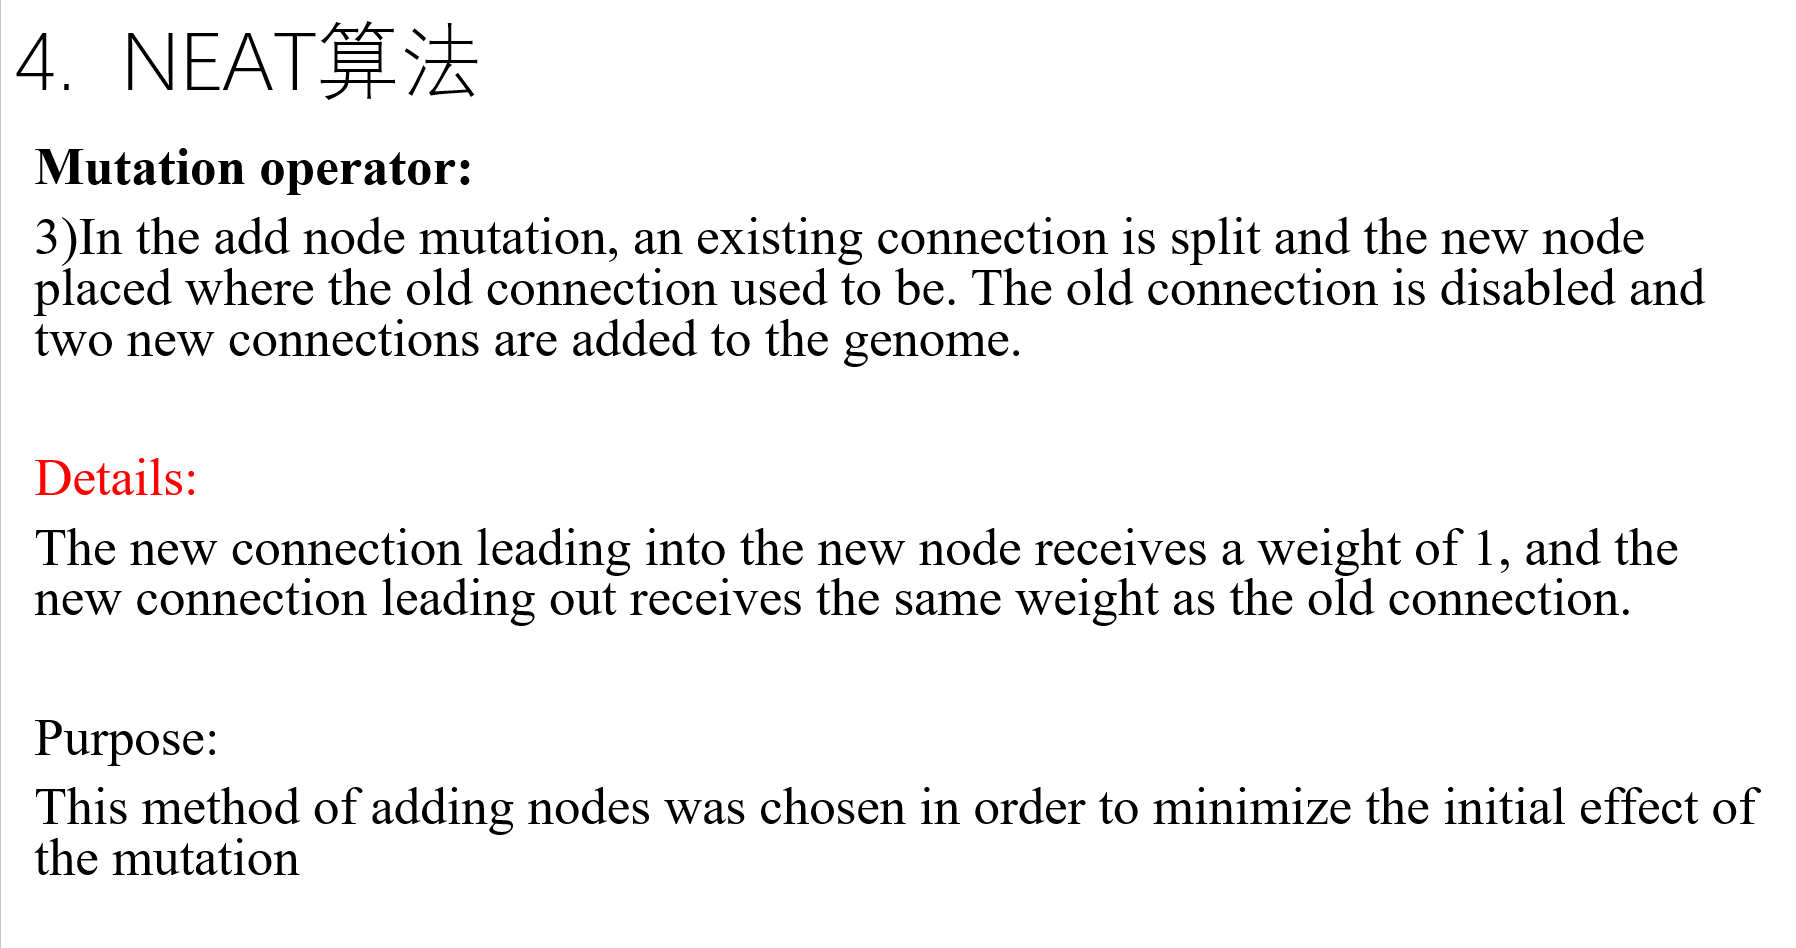 4. NEAT算法
Mutation operator:
3)In the add node mutation, an existing connection is split and the new node
placed where the old connection used to be. The old connection is disabled and
two new connections are added to the genome.
Details:
The new connection leading into the new node receives a weight of 1, and the
new connection leading out receives the same weight as the old connection.
Purpose:
This method of adding nodes was chosen in order to minimize the initial effect of
the mutation